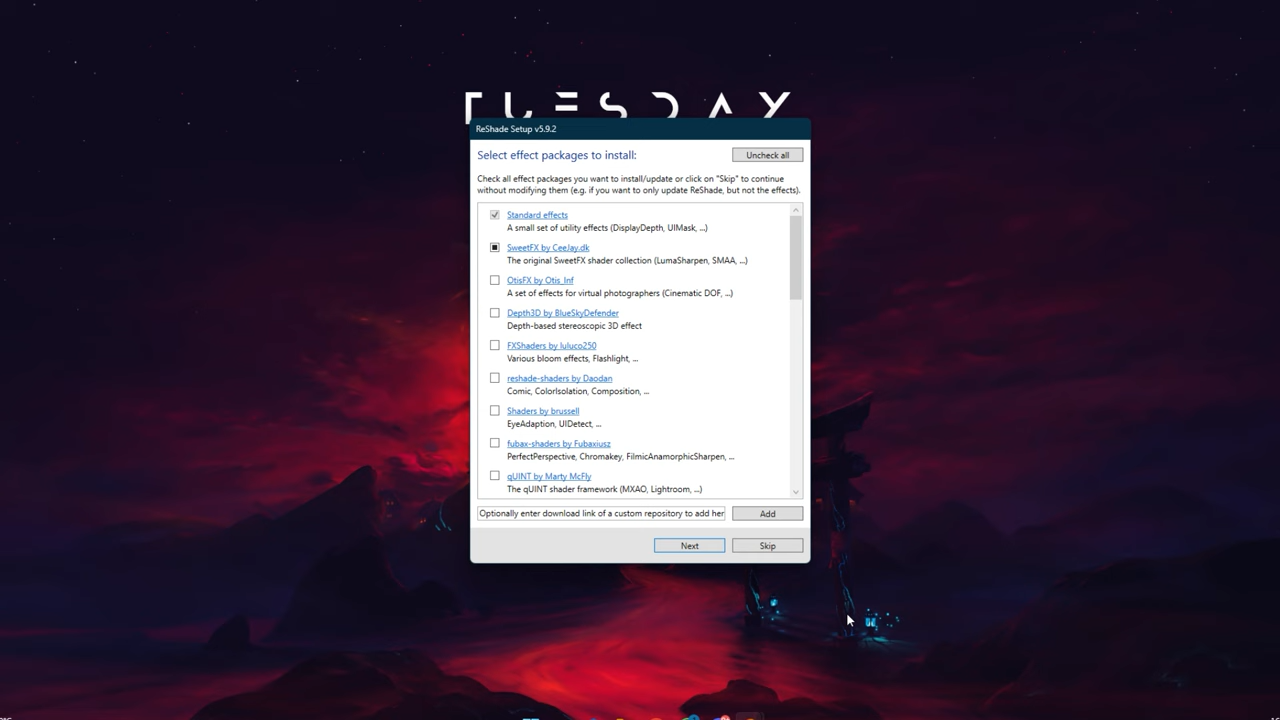 TUESDAY
ReShade Setup v5.9.2
Select effect packages to install:
Uncheck all
Check all effect packages you want to install/update or click on "Skip" to continue
without modifying them (e.g. if you want to only update ReShade, but not the effects).
Standard effects
A small set of utility effects (DisplayDepth, UIMask, ...)
SweetFX by CeeJay.dk
The original SweetFX shader collection (LumaSharpen, SMAA, ...)
OtisFX by Otis_Inf
A set of effects for virtual photographers (Cinematic DOF, ...)
Depth3D by BlueSkyDefender
Depth-based stereoscopic 3D effect
FXShaders by luluco250
Various bloom effects, Flashlight, ...
reshade-shaders by Daodan
Comic, ColorIsolation, Composition, ...
Shaders by brussell
EyeAdaption, UIDetect, ...
fubax-shaders by Fubaxiusz
PerfectPerspective, Chromakey, FilmicAnamorphicSharpen, ...
qUINT by Marty McFly
The qUINT shader framework (MXAO, Lightroom, ...)
Optionally enter download link of a custom repository to add her
Add
Next
Skip